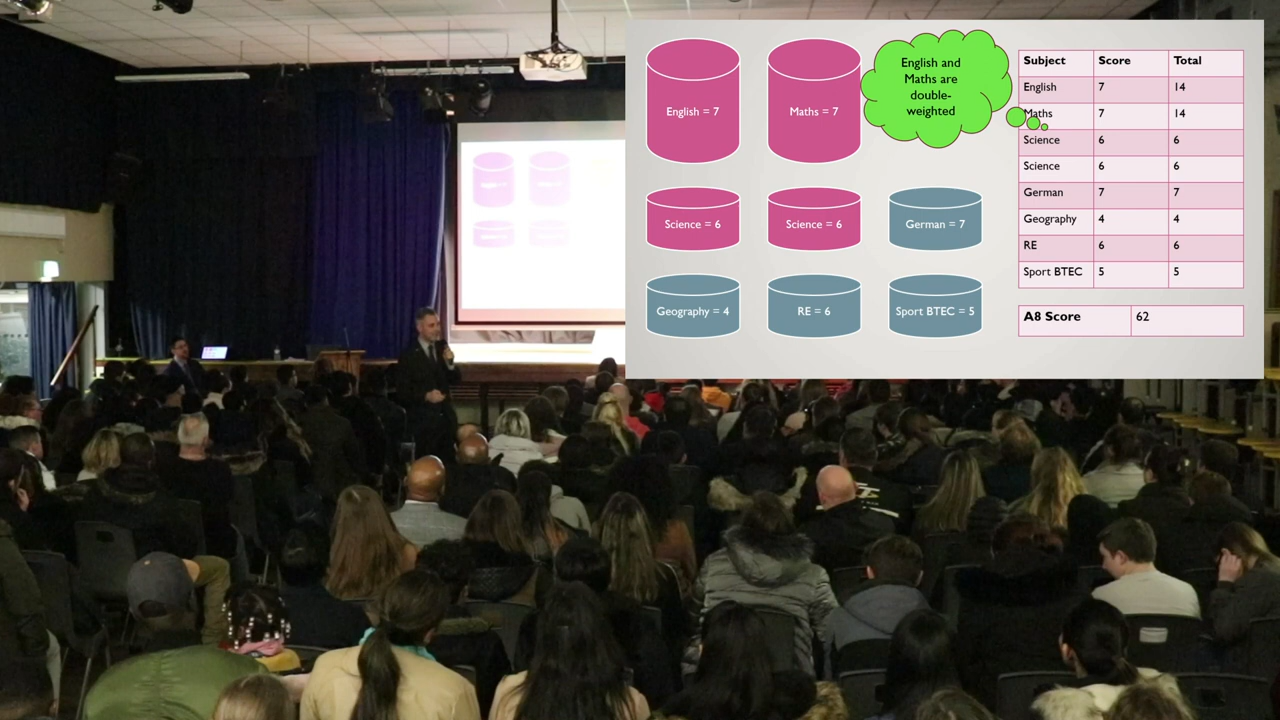 English = 7
Maths = 7
English and
Maths are
double-
weighted
Science = 6
Science = 6
German = 7
Geography = 4
RE = 6
Sport BTEC = 5
Subject Score Total
English 7 14
Maths 7 14
Science 6 6
Science 6 6
German 7 7
Geography 4 4
RE 6 6
Sport BTEC 5 5
A8 Score 62